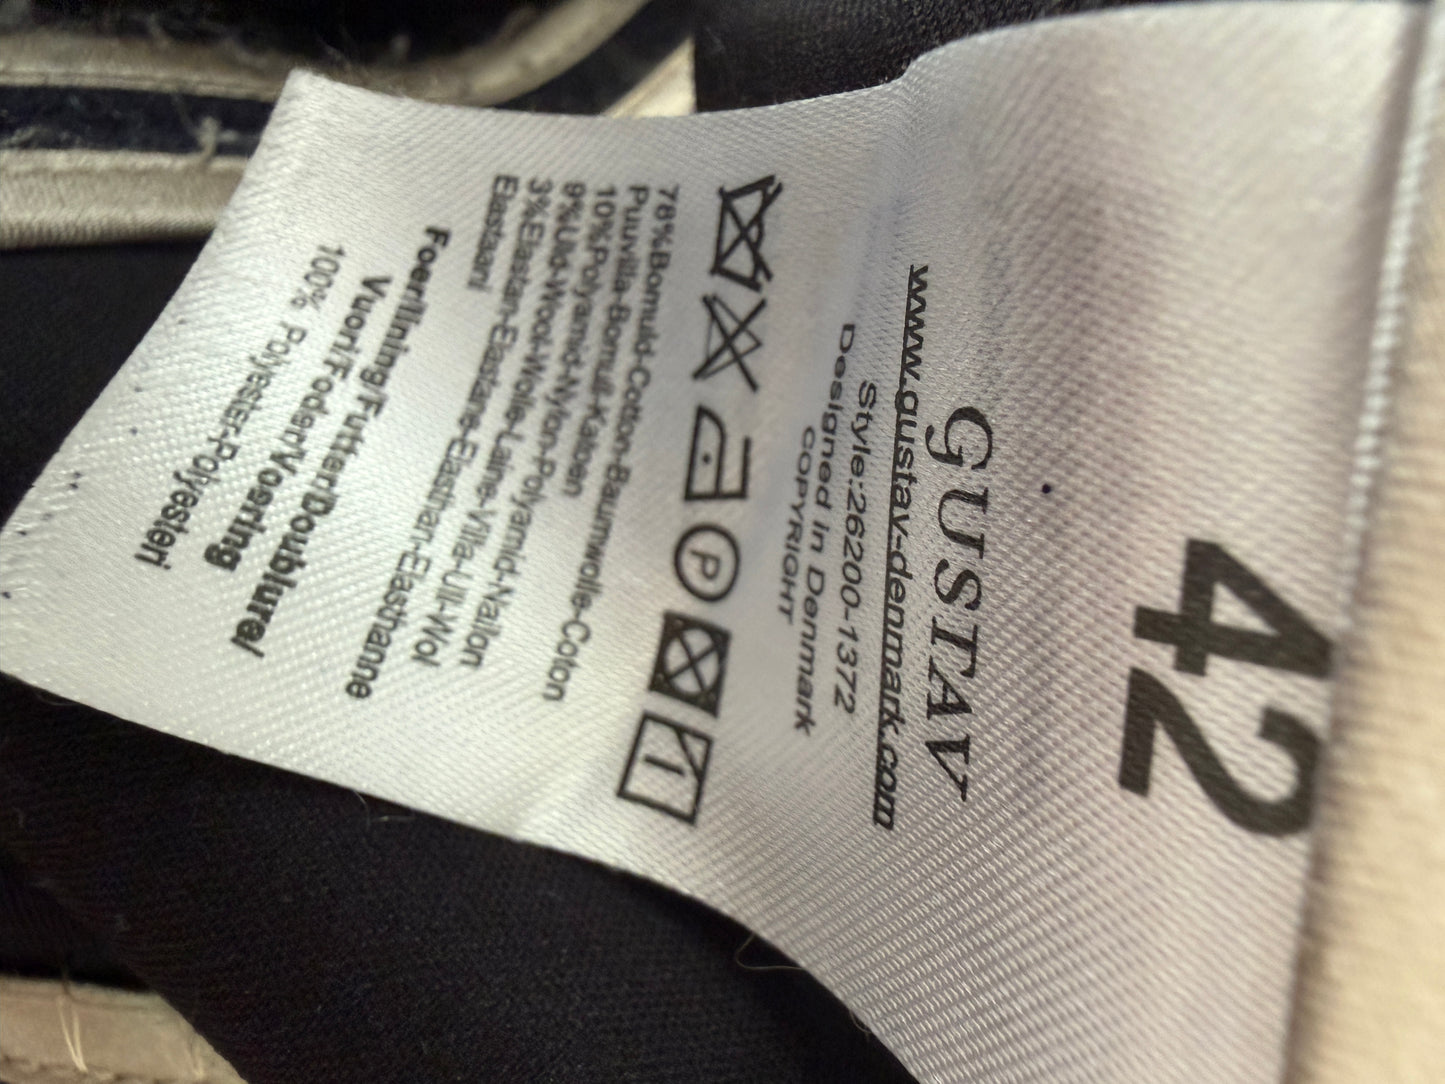 42
GUSTAV
www.gustav-denmark.com
Style:26200-1372
Designed in Denmark
COPYRIGHT
P
1
78%Bomuld-Cotton-Baumwolle-Coton
Puuvilla-Bomull-Katoen
10%Polyamid-Nylon-Polyamid-Nailon
9%Uld-Wool-Wolle-Laine-Villa-Ull-Wol
3%Elastan-Elastane-Elasthan-Elasthanne
Elastaani
Foer/lining/Futter/Doublure/
Vuori/Foder/Voering
100% Polyester-Polyesteri